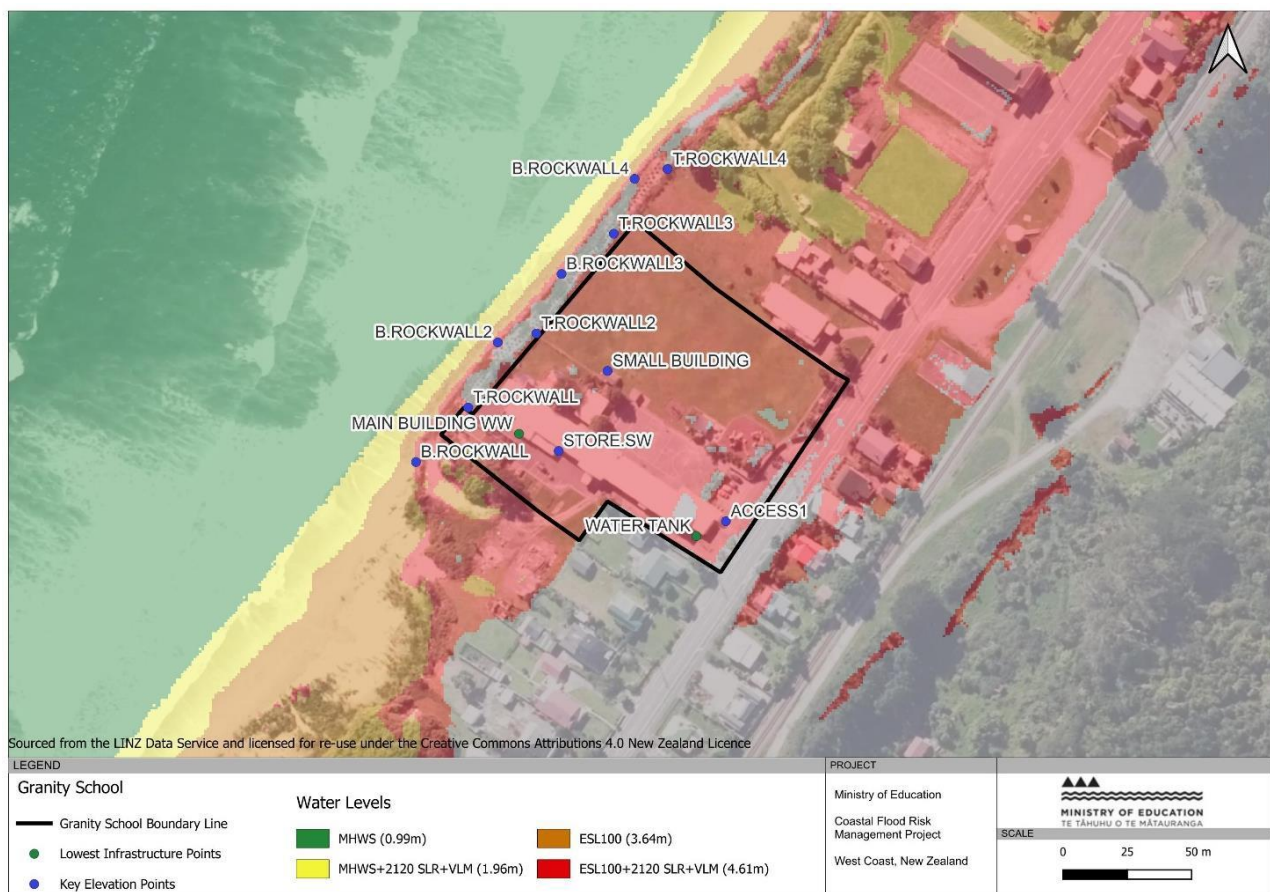 B.ROCKWALL4
T.ROCKWALL4
T.ROCKWALL3
B.ROCKWALL3
B.ROCKWALL2
T.ROCKWALL2
SMALL BUILDING
T.ROCKWALL
MAIN BUILDING WW
STORE.SW
B.ROCKWALL
ACCESS1
WATER TANK
Sourced from the LINZ Data Service and licensed for re-use under the Creative Commons Attributions 4.0 New Zealand Licence
LEGEND
Granity School
Granity School Boundary Line
Lowest Infrastructure Points
Key Elevation Points
Water Levels
MHWS (0.99m)
MHWS+2120 SLR+VLM (1.96m)
ESL100 (3.64m)
ESL100+2120 SLR+VLM (4.61m)
PROJECT
Ministry of Education
Coastal Flood Risk
Management Project
West Coast, New Zealand
MINISTRY OF EDUCATION
TE TĀHUHU O TE MĀTAURANGA
SCALE
0 25 50 m